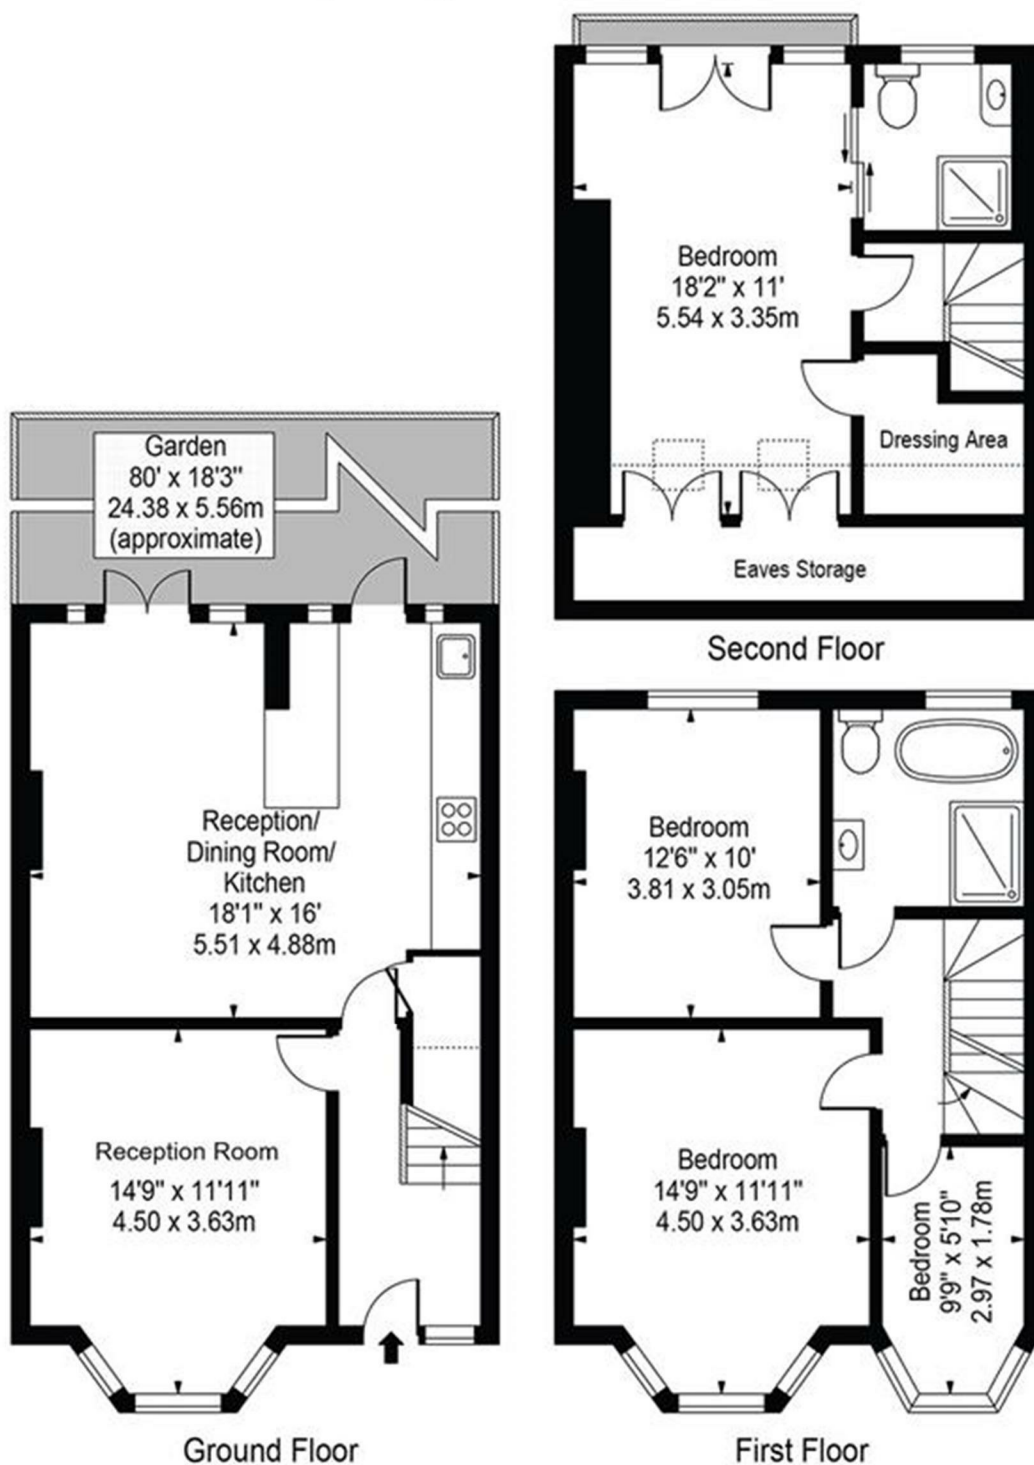 Garden
80' x 18'3"
24.38 x 5.56m
(approximate)
Reception/
Dining Room/
Kitchen
18'1" x 16'
5.51 x 4.88m
Reception Room
14'9" x 11'11"
4.50 x 3.63m
Ground Floor
Bedroom
18'2" x 11'
5.54 x 3.35m
Dressing Area
Eaves Storage
Second Floor
Bedroom
12'6" x 10'
3.81 x 3.05m
Bedroom
14'9" x 11'11"
4.50 x 3.63m
Bedroom
9'9" x 5'10"
2.97 x 1.78m
First Floor